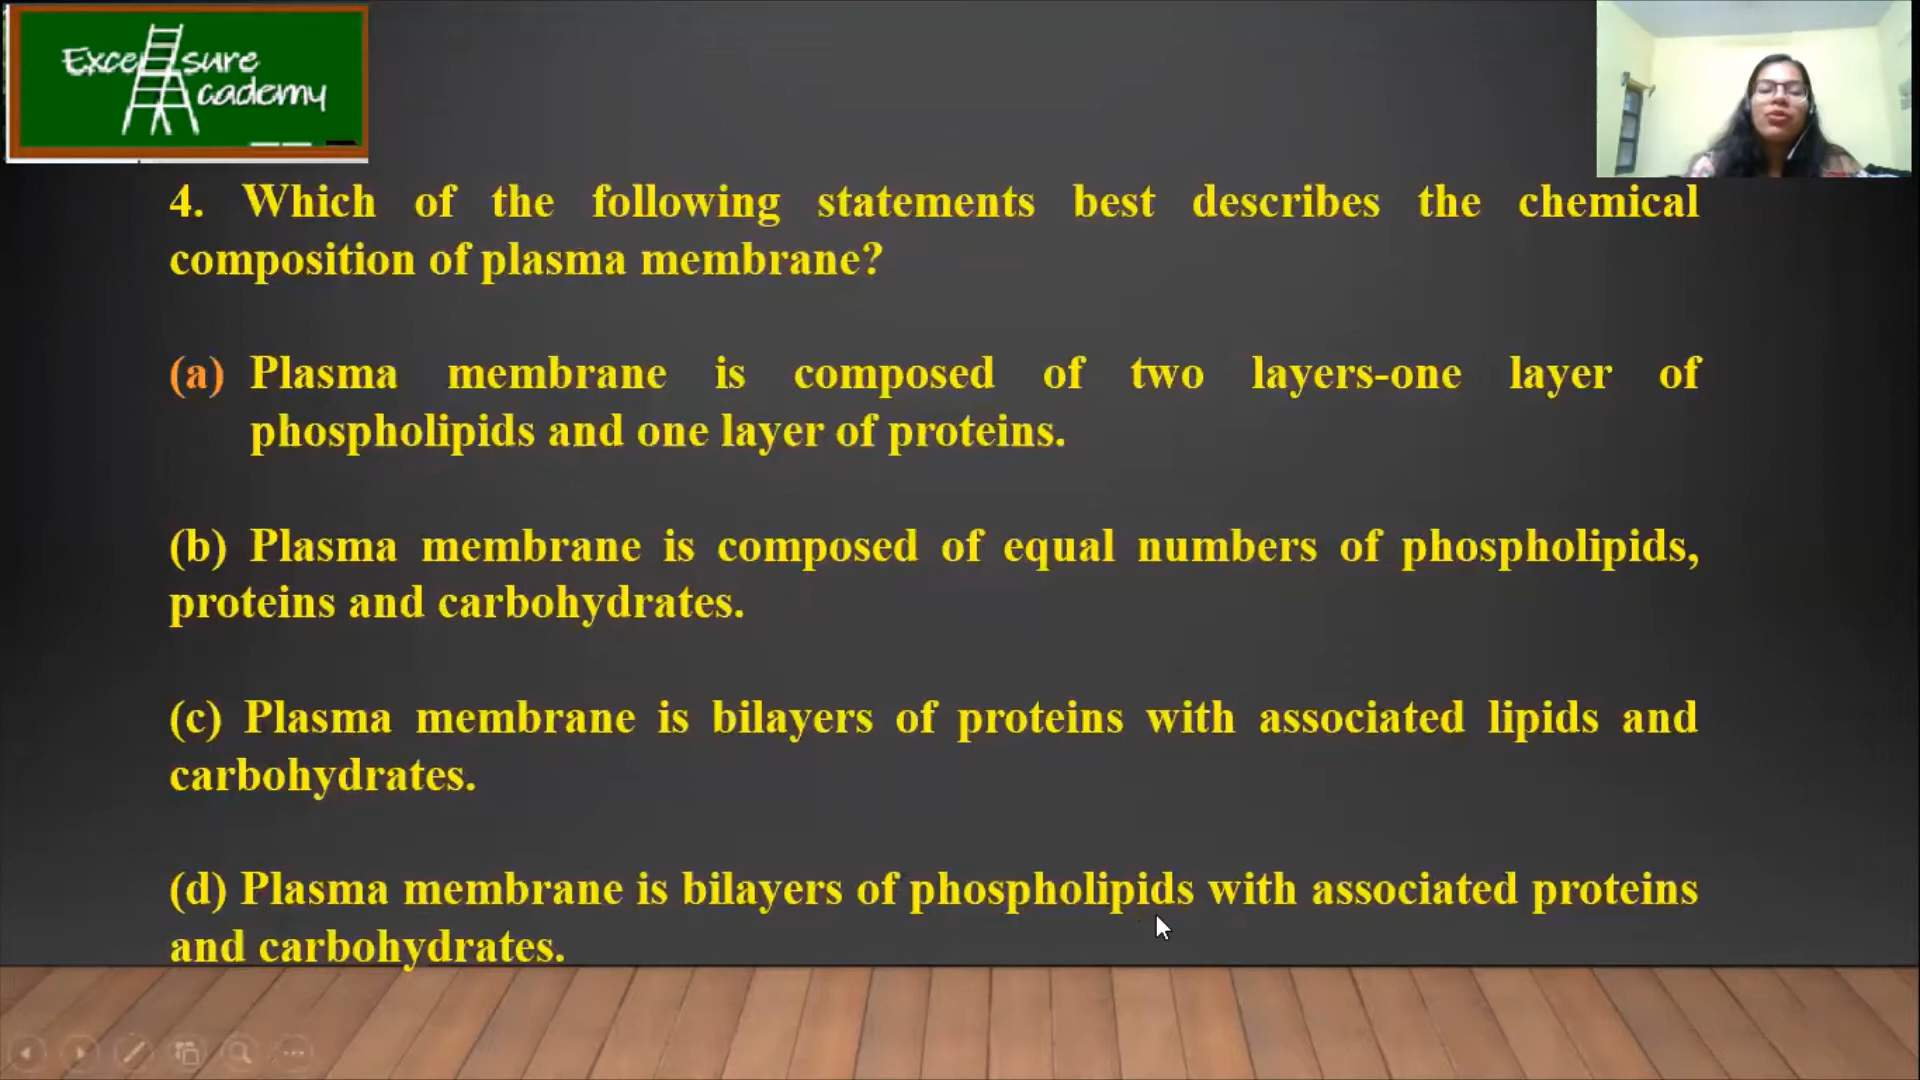 Excelsure
Academy
4. Which of the following statements best describes the chemical
composition of plasma membrane?
(a) Plasma membrane is composed of two layers-one layer of
phospholipids and one layer of proteins.
(b) Plasma membrane is composed of equal numbers of phospholipids,
proteins and carbohydrates.
(c) Plasma membrane is bilayers of proteins with associated lipids and
carbohydrates.
(d) Plasma membrane is bilayers of phospholipids with associated proteins
and carbohydrates.